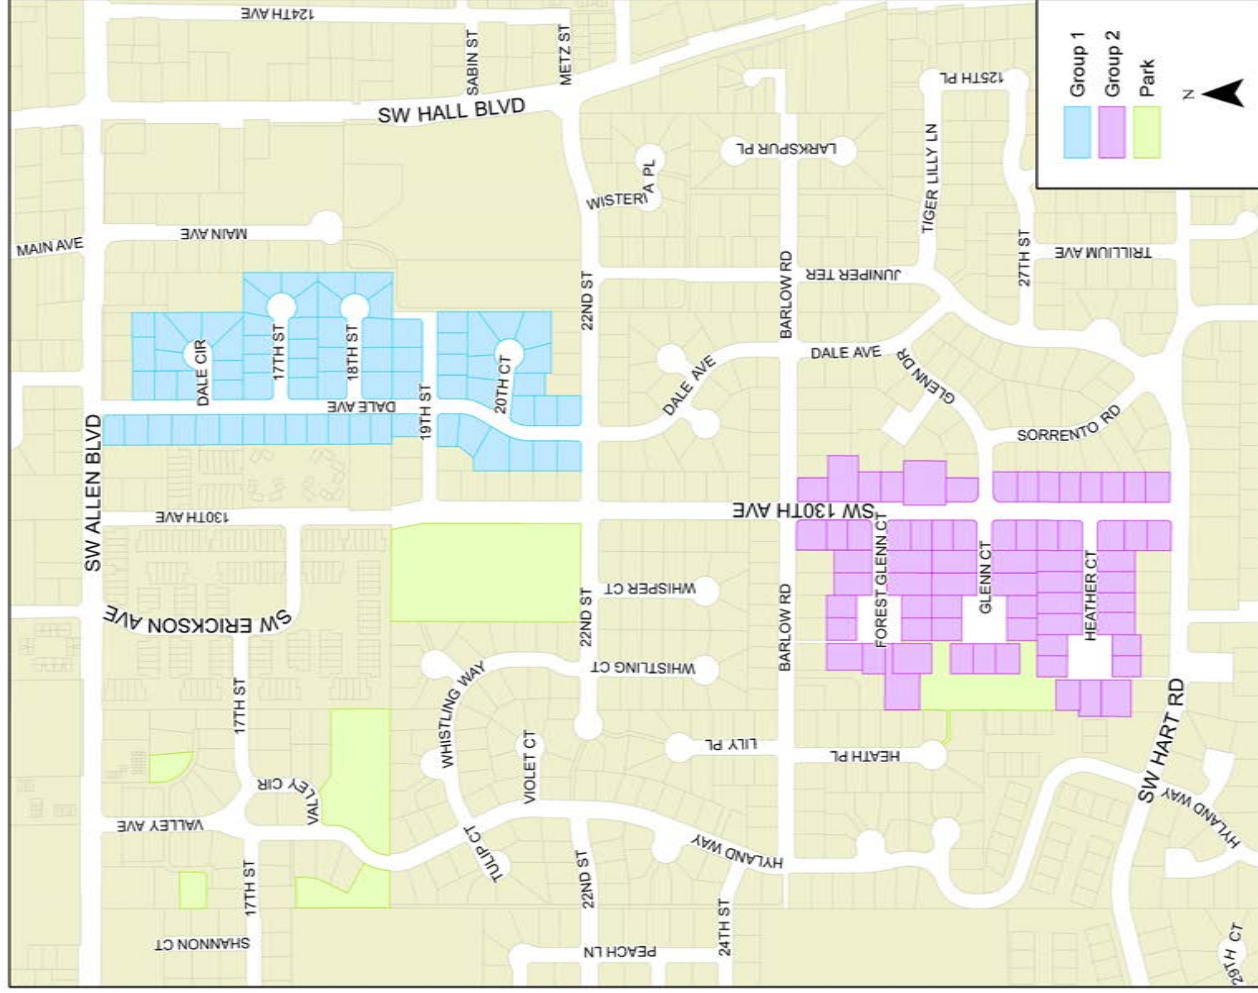 124TH AVE
SABIN ST
METZ ST
SW HALL BLVD
MAIN AVE
MAIN AVE
WISTERIA PL
LARKSPUR PL
125TH PL
TIGER LILLY LN
TRILLIUM AVE
27TH ST
JUNIPER TER
BARLOW RD
22ND ST
DALE CIR
17TH ST
18TH ST
DALE AVE
19TH ST
20TH CT
DALE AVE
DALE AVE
GLENN DR
SORRENTO RD
SW ALLEN BLVD
130TH AVE
SW 130TH AVE
SW ERICKSON AVE
FOREST GLENN CT
GLENN CT
HEATHER CT
WHISPER CT
22ND ST
WHISTLING CT
BARLOW RD
WHISTLING WAY
17TH ST
VALLEY CIR
VALLEY AVE
VIOLET CT
LILY PL
HEATH PL
SW HART RD
HYLAND WAY
HYLAND WAY
TULIP CT
22ND ST
24TH ST
17TH ST
SHANNON CT
PEACH LN
29TH CT
Group 1
Group 2
Park
N